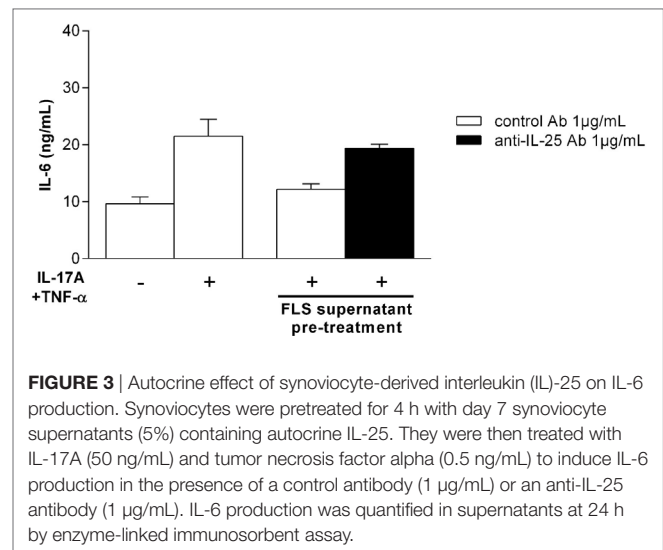 40
30
20
10
0
IL-6 (ng/mL)
control Ab 1µg/mL
anti-IL-25 Ab 1µg/mL
IL-17A
+TNF-α
- + + +
FLS supernatant
pre-treatment
FIGURE 3 | Autocrine effect of synoviocyte-derived interleukin (IL)-25 on IL-6
production. Synoviocytes were pretreated for 4 h with day 7 synoviocyte
supernatants (5%) containing autocrine IL-25. They were then treated with
IL-17A (50 ng/mL) and tumor necrosis factor alpha (0.5 ng/mL) to induce IL-6
production in the presence of a control antibody (1 µg/mL) or an anti-IL-25
antibody (1 µg/mL). IL-6 production was quantified in supernatants at 24 h
by enzyme-linked immunosorbent assay.